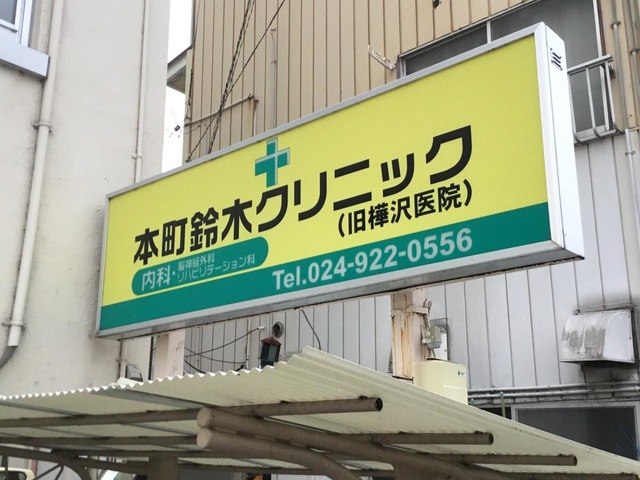 本町鈴木クリニック
(旧樺沢医院)
内科・脳神経外科
リハビリテーション科
Tel.024-922-0556